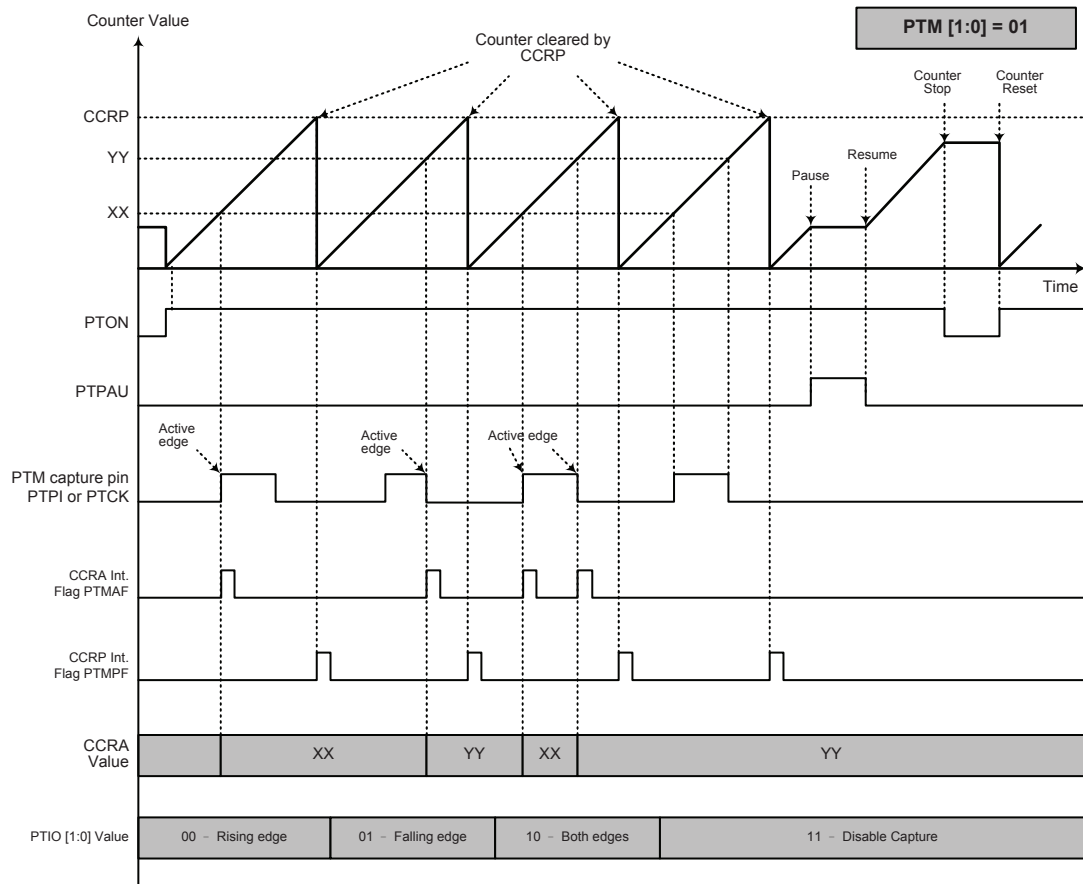 Counter Value
PTM [1:0] = 01
Counter cleared by
CCRP
Counter
Stop
Counter
Reset
CCRP
YY
Resume
Pause
XX
Time
PTON
PTPAU
Active
edge
Active
edge
Active edge
PTM capture pin
PTPI or PTCK
CCRA Int.
Flag PTMAF
CCRP Int.
Flag PTMPF
CCRA
Value
XX
YY
XX
YY
PTIO [1:0] Value
00 - Rising edge
01 - Falling edge
10 - Both edges
11 - Disable Capture